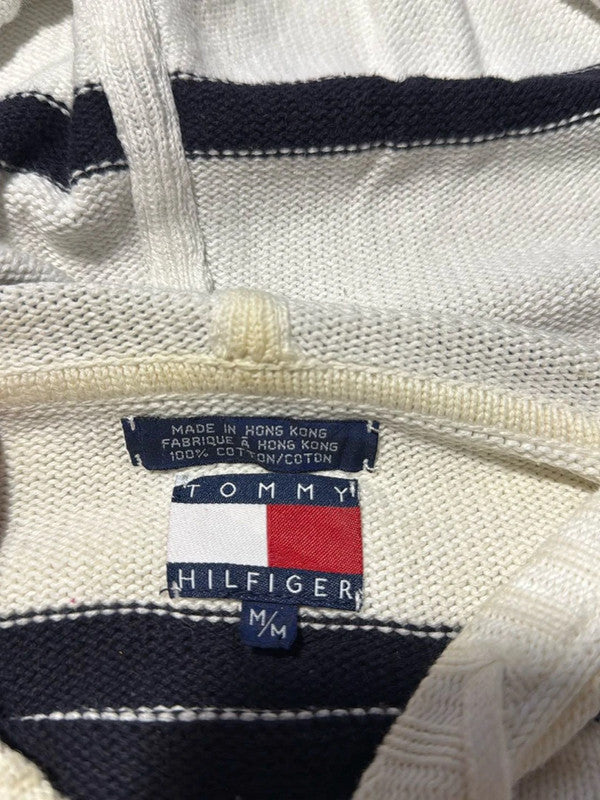 MADE IN HONG KONG
FABRIQUE À HONG KONG
100% COTTON/COTON
TOMMY
HILFIGER
M/M